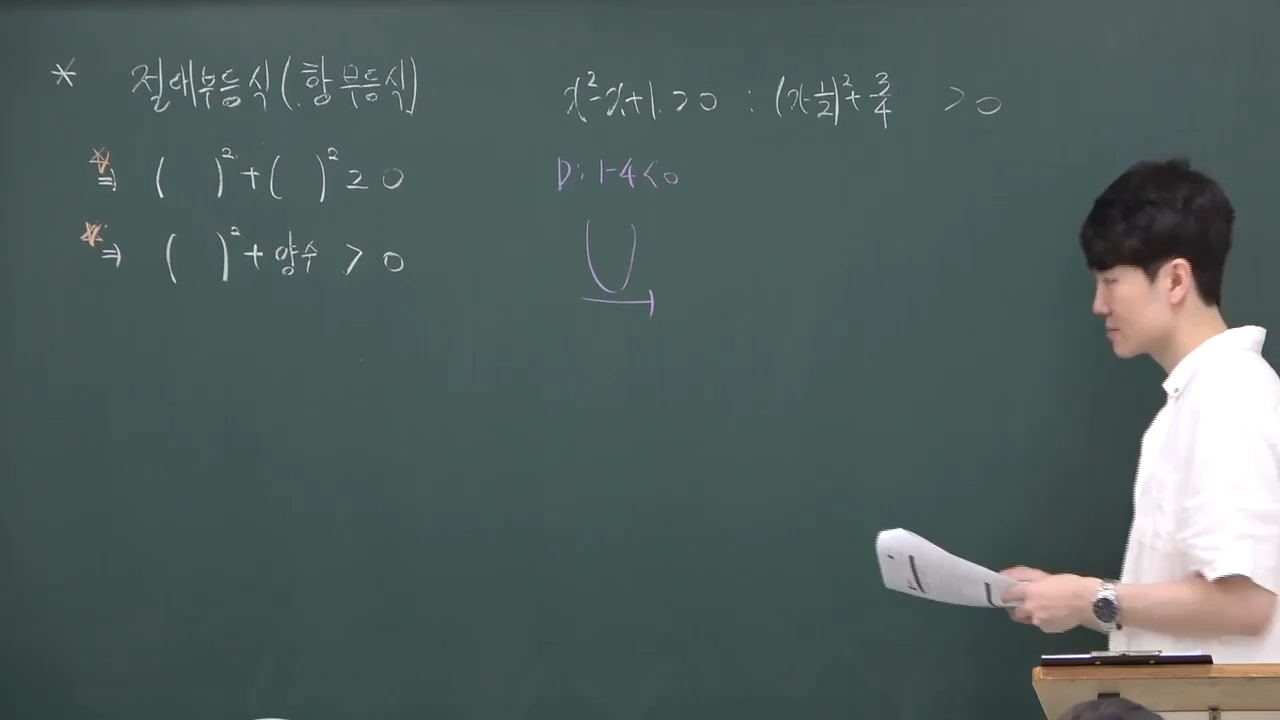 * 절대부등식(항부등식)
⇒ ( )² + ( )² ≥ 0
⇒ ( )² + 양수 > 0
x² - x + 1 > 0 : (x - 1/2)² + 3/4 > 0
D : 1-4 < 0